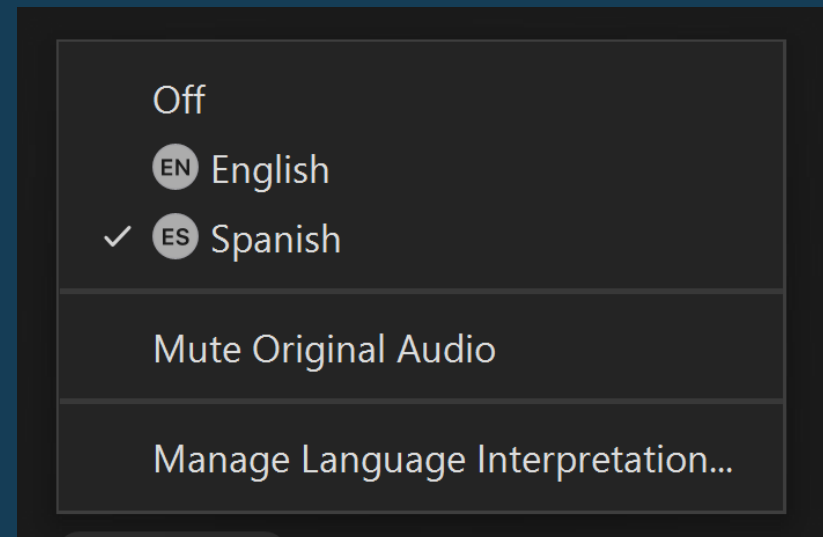 Off
EN English
ES Spanish
Mute Original Audio
Manage Language Interpretation...